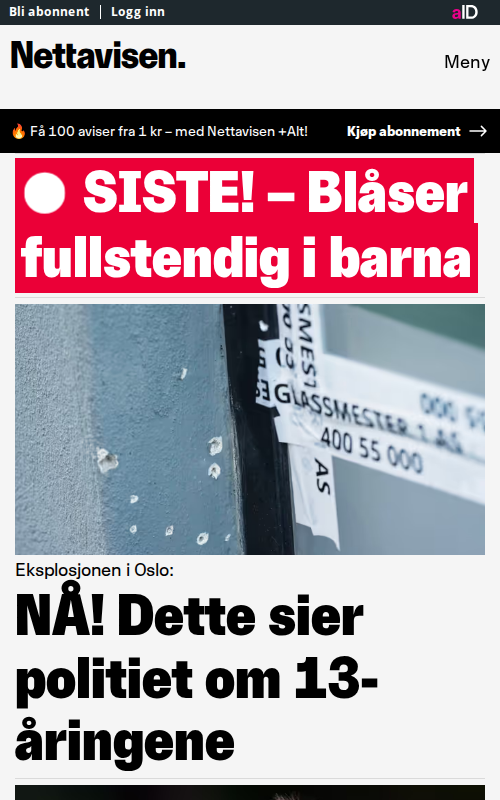 Bli abonnent | Logg inn
aID
Nettavisen.
Meny
🔥 Få 100 aviser fra 1 kr – med Nettavisen +Alt!
Kjøp abonnement →
SISTE! – Blåser
fullstendig i barna
GLASSMESTER 1 AS
400 55 000
AS
Eksplosjonen i Oslo:
NÅ! Dette sier
politiet om 13-
åringene